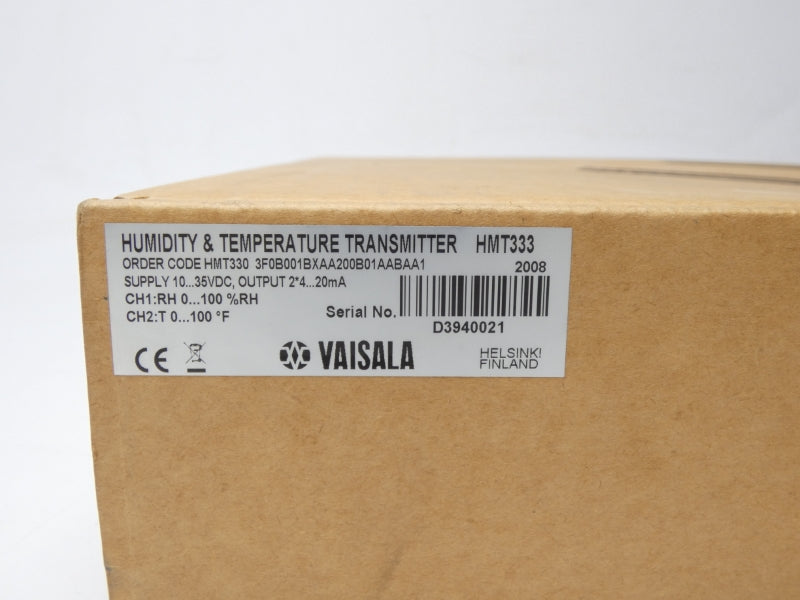 HUMIDITY & TEMPERATURE TRANSMITTER HMT333
ORDER CODE HMT330 3F0B001BXAA200B01AABAA1
2008
SUPPLY 10...35VDC, OUTPUT 2*4...20mA
CH1:RH 0...100 %RH
CH2:T 0...100 °F
Serial No.
D3940021
CE
VAISALA
HELSINKI
FINLAND